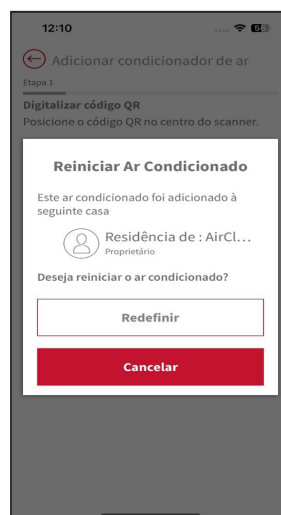 12:10
Adicionar condicionador de ar
Etapa 1
Digitalizar código QR
Posicione o código QR no centro do scanner.
Reiniciar Ar Condicionado
Este ar condicionado foi adicionado à
seguinte casa
Residência de : AirCl...
Proprietário
Deseja reiniciar o ar condicionado?
Redefinir
Cancelar